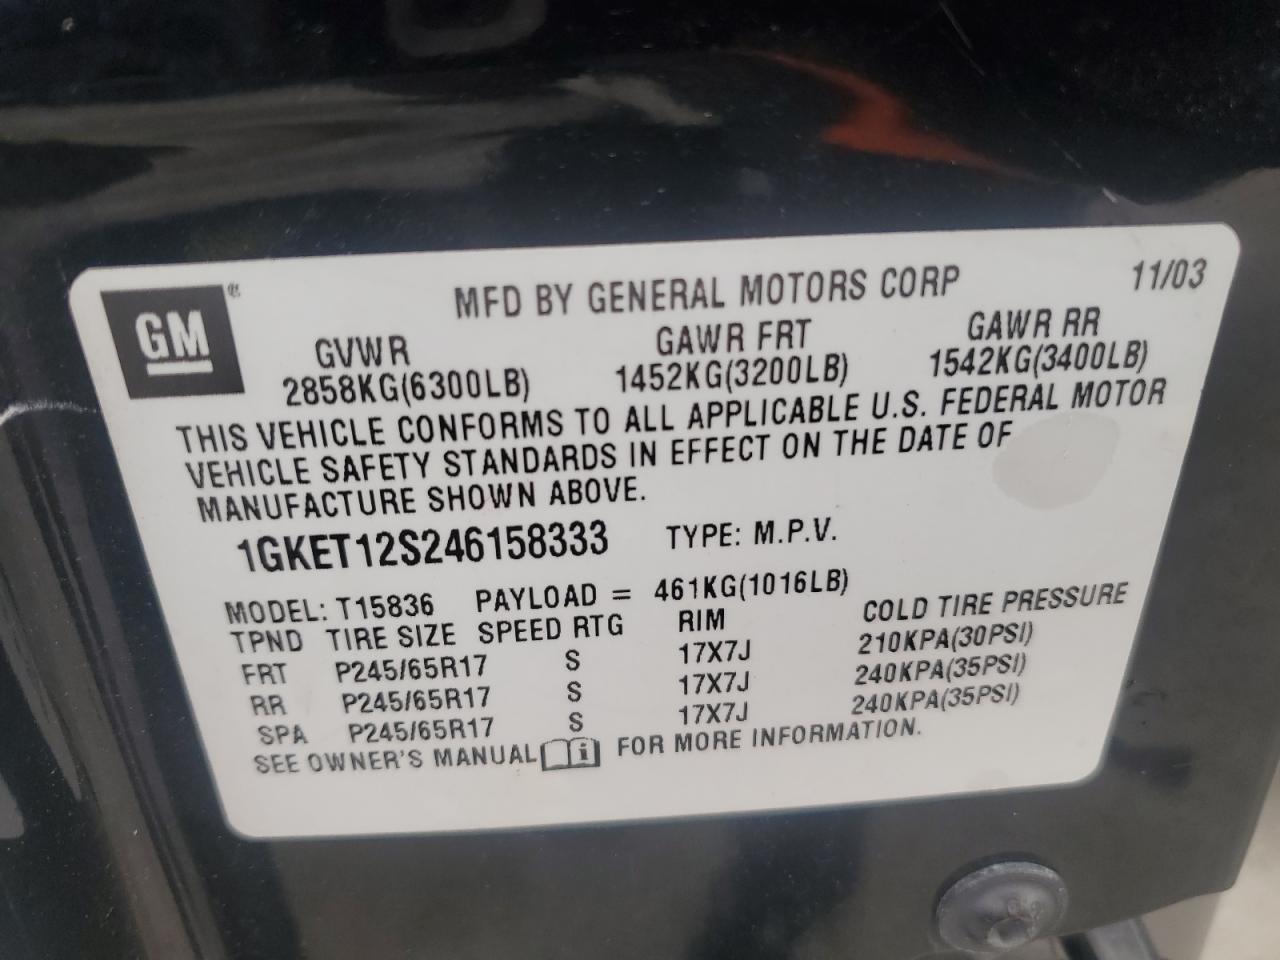 GM®
MFD BY GENERAL MOTORS CORP 11/03
GVWR GAWR FRT GAWR RR
2858KG(6300LB) 1452KG(3200LB) 1542KG(3400LB)
THIS VEHICLE CONFORMS TO ALL APPLICABLE U.S. FEDERAL MOTOR
VEHICLE SAFETY STANDARDS IN EFFECT ON THE DATE OF
MANUFACTURE SHOWN ABOVE.
1GKET12S246158333 TYPE: M.P.V.
MODEL: T15836 PAYLOAD = 461KG(1016LB)
TPND TIRE SIZE SPEED RTG RIM COLD TIRE PRESSURE
FRT P245/65R17 S 17X7J 210KPA(30PSI)
RR P245/65R17 S 17X7J 240KPA(35PSI)
SPA P245/65R17 S 17X7J 240KPA(35PSI)
SEE OWNER'S MANUAL i FOR MORE INFORMATION.